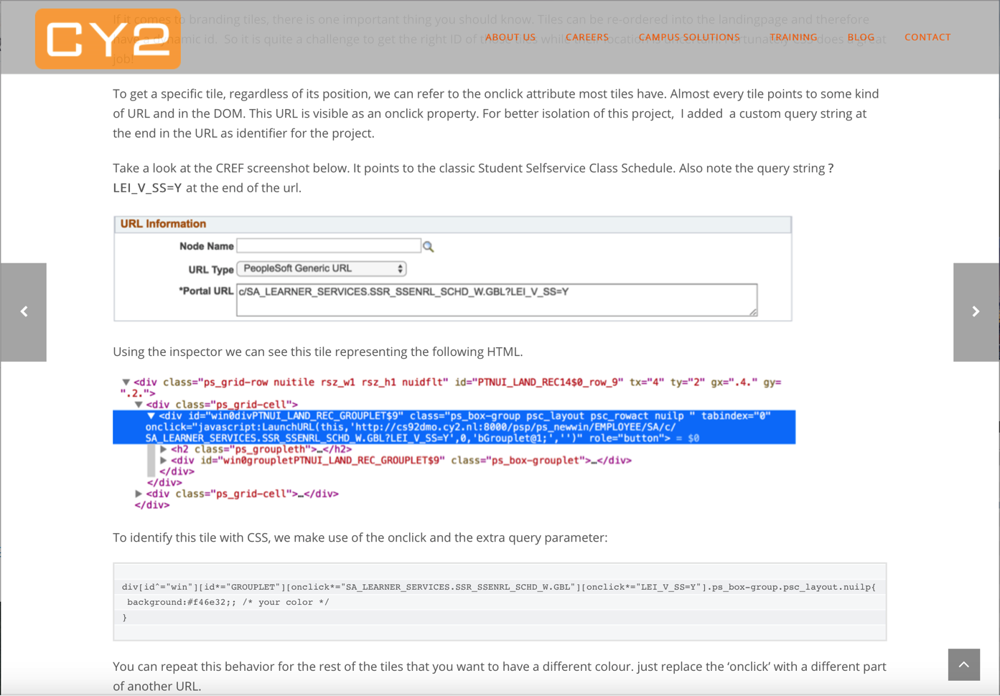 If it comes to branding tiles, there is one important thing you should know. Tiles can be re-ordered into the landingpage and therefore
CY2
ABOUT US CAREERS CAMPUS SOLUTIONS TRAINING BLOG CONTACT
have a dynamic id. So it is quite a challenge to get the right ID of those tiles while their location is uncertain, Fortunately CSS does a great
job!
To get a specific tile, regardless of its position, we can refer to the onclick attribute most tiles have. Almost every tile points to some kind
of URL and in the DOM. This URL is visible as an onclick property. For better isolation of this project, I added a custom query string at
the end in the URL as identifier for the project.
Take a look at the CREF screenshot below. It points to the classic Student Selfservice Class Schedule. Also note the query string ?
LEI_V_SS=Y at the end of the url.
URL Information
Node Name
URL Type PeopleSoft Generic URL
*Portal URL c/SA_LEARNER_SERVICES.SSR_SSENRL_SCHD_W.GBL?LEI_V_SS=Y
Using the inspector we can see this tile representing the following HTML.
▼<div class="ps_grid-row nuitile rsz_w1 rsz_h1 nuidflt" id="PTNUI_LAND_REC14$0_row_9" tx="4" ty="2" gx=".4." gy=
".2.">
▼<div class="ps_grid-cell">
▼<div id="win0divPTNUI_LAND_REC_GROUPLET$9" class="ps_box-group psc_layout psc_rowact nuilp " tabindex="0"
onclick="javascript:LaunchURL(this,'http://cs92dmo.cy2.nl:8000/psp/ps_newwin/EMPLOYEE/SA/c/
SA_LEARNER_SERVICES.SSR_SSENRL_SCHD_W.GBL?LEI_V_SS=Y',0,'bGrouplet@1;','')" role="button"> = $0
▶<h2 class="ps_groupleth">…</h2>
▶<div id="win0groupletPTNUI_LAND_REC_GROUPLET$9" class="ps_box-grouplet">…</div>
</div>
</div>
▶<div class="ps_grid-cell">…</div>
</div>
To identify this tile with CSS, we make use of the onclick and the extra query parameter:
div[id^="win"][id*="GROUPLET"][onclick*="SA_LEARNER_SERVICES.SSR_SSENRL_SCHD_W.GBL"][onclick*="LEI_V_SS=Y"].ps_box-group.psc_layout.nuilp{
background:#f46e32;; /* your color */
}
You can repeat this behavior for the rest of the tiles that you want to have a different colour. just replace the ‘onclick’ with a different part
of another URL.